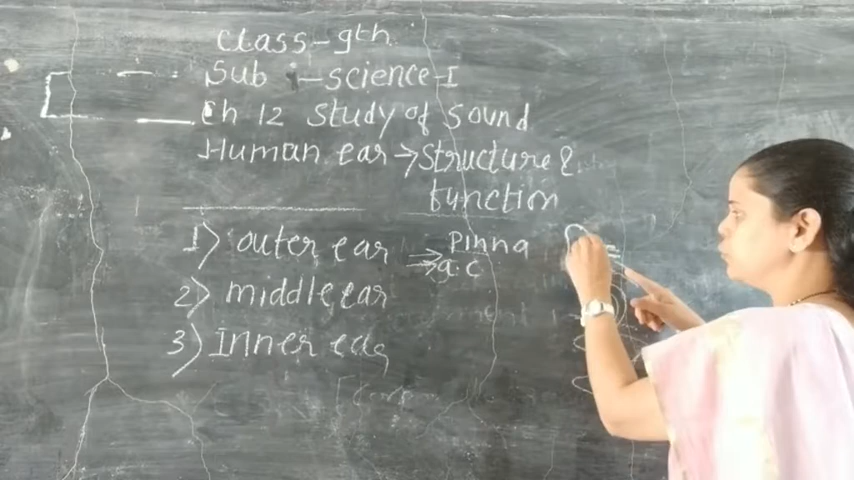 Class-9th
Sub :-science-I
Ch 12 Study of Sound
Human ear → Structure &
function
1) outer ear ⇒ Pinna
→ a.c
2) middle ear
3) Inner ear